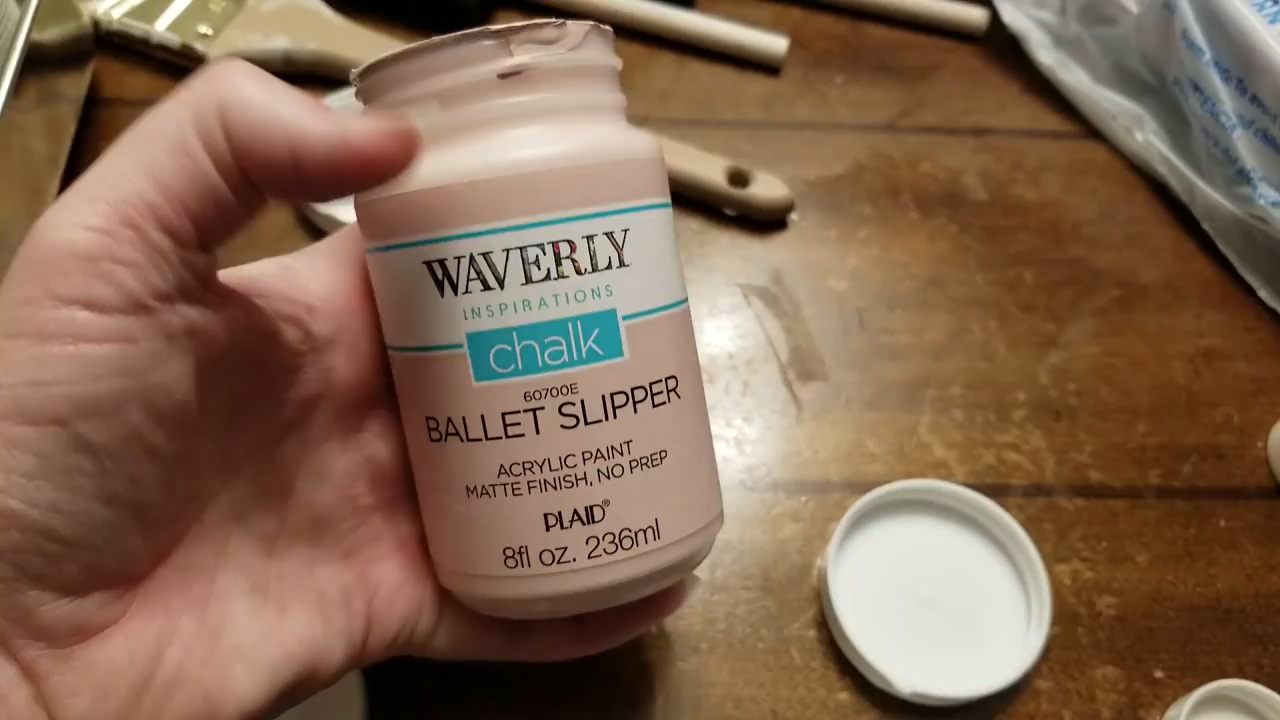 WAVERLY
INSPIRATIONS
chalk
60700E
BALLET SLIPPER
ACRYLIC PAINT
MATTE FINISH, NO PREP
PLAID®
8fl oz. 236ml